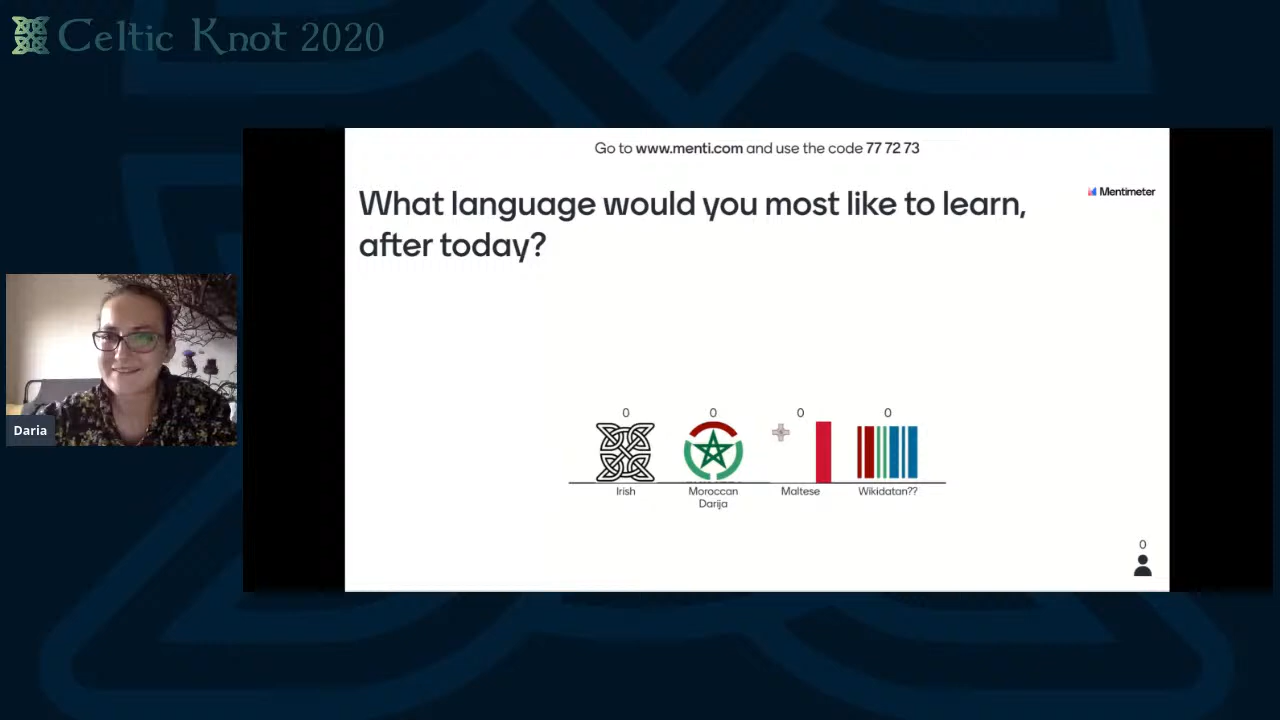 Celtic Knot 2020
Go to www.menti.com and use the code 77 72 73
Mentimeter
What language would you most like to learn,
after today?
Daria
0 0 0 0
Irish Moroccan Maltese Wikidatan??
Darija
0